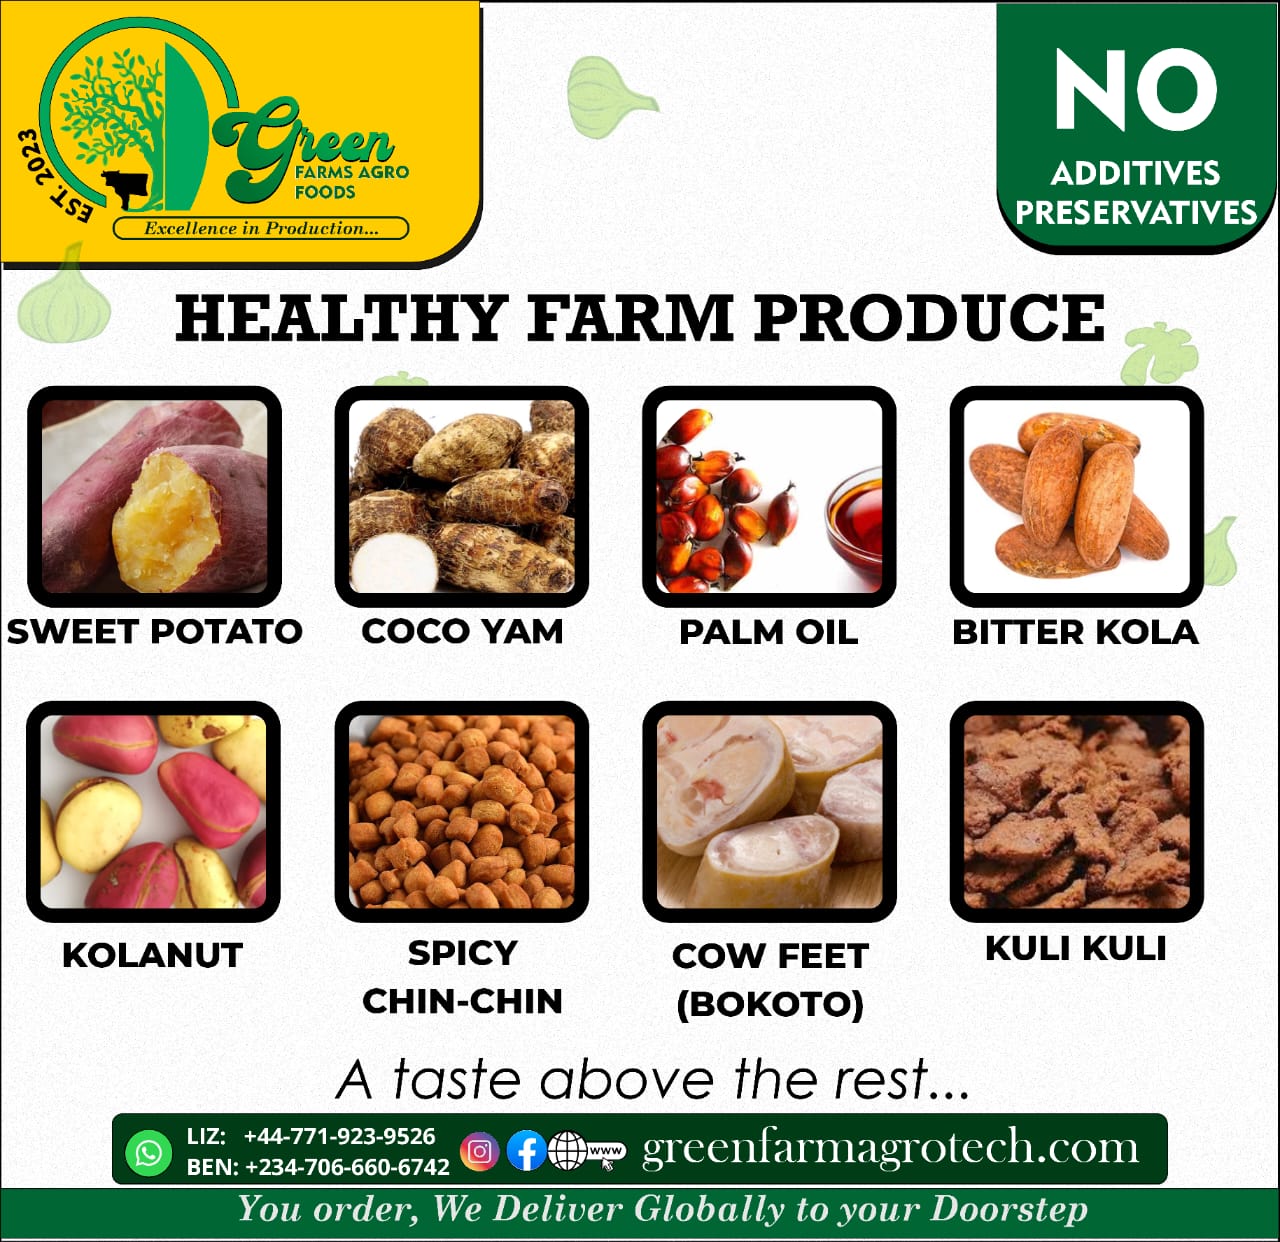 EST. 2023
Green
FARMS AGRO
FOODS
Excellence in Production...
NO
ADDITIVES
PRESERVATIVES
HEALTHY FARM PRODUCE
SWEET POTATO
COCO YAM
PALM OIL
BITTER KOLA
KOLANUT
SPICY
CHIN-CHIN
COW FEET
(BOKOTO)
KULI KULI
A taste above the rest...
LIZ: +44-771-923-9526
BEN: +234-706-660-6742
www
greenfarmagrotech.com
You order, We Deliver Globally to your Doorstep